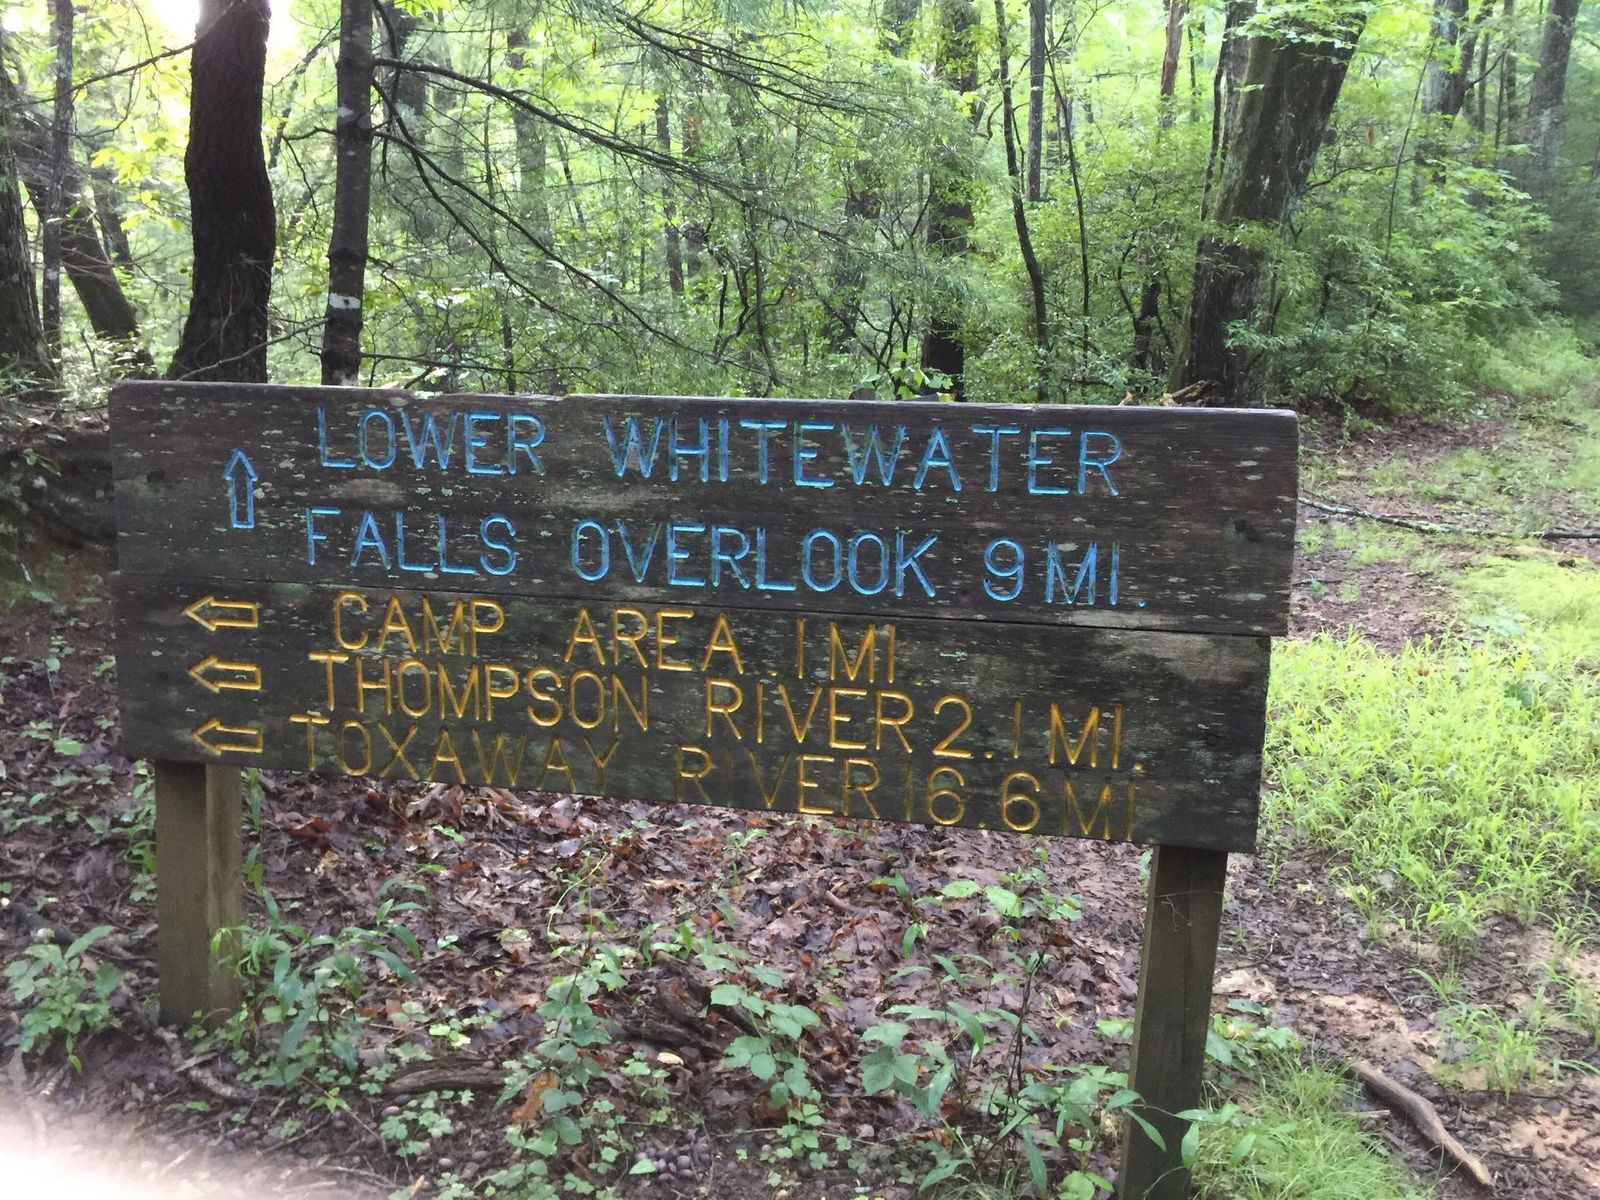 LOWER WHITEWATER
FALLS OVERLOOK .9 MI.
CAMP AREA .1 MI.
THOMPSON RIVER 2.1 MI.
TOXAWAY RIVER 16.6 MI.